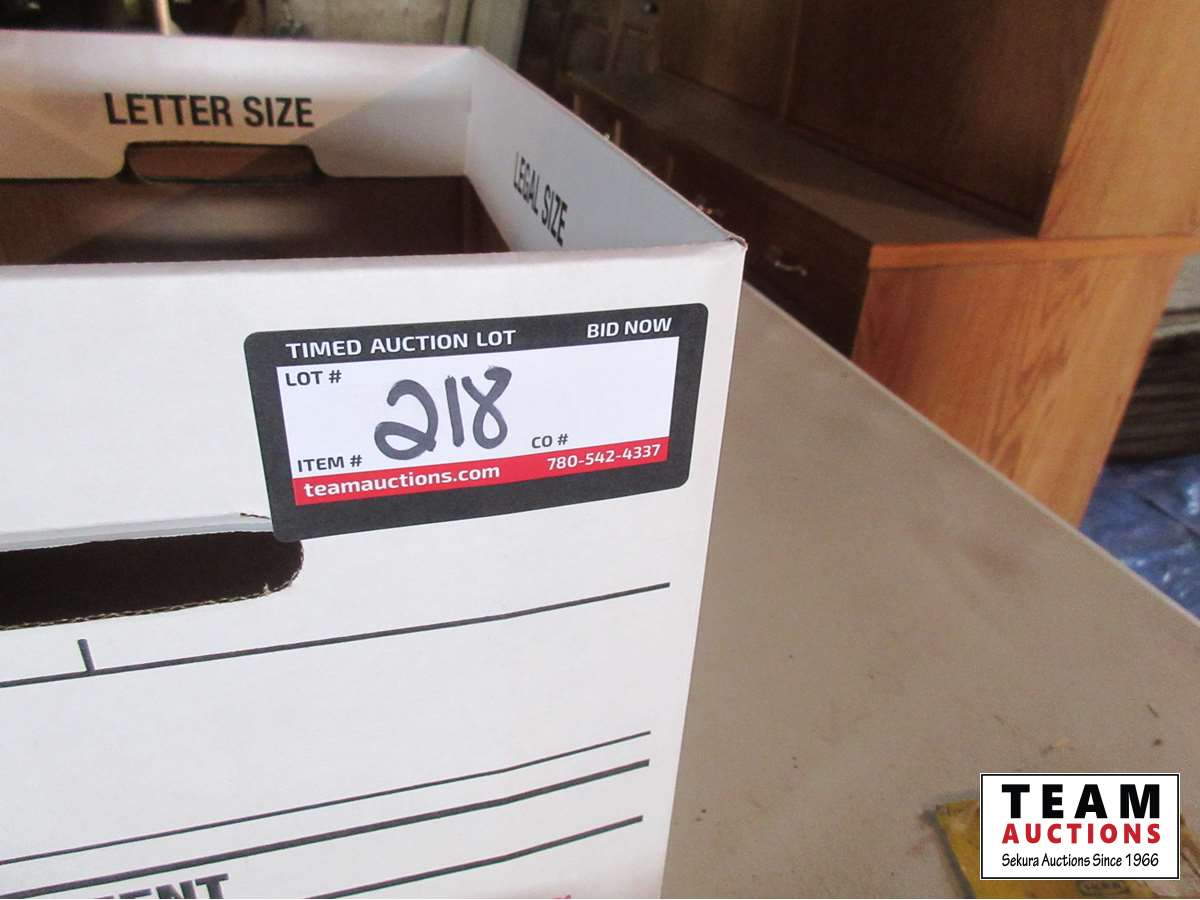 LETTER SIZE
LEGAL SIZE
TIMED AUCTION LOT BID NOW
LOT #
218
ITEM # CO #
teamauctions.com 780-542-4337
TEAM
AUCTIONS
Sekura Auctions Since 1966